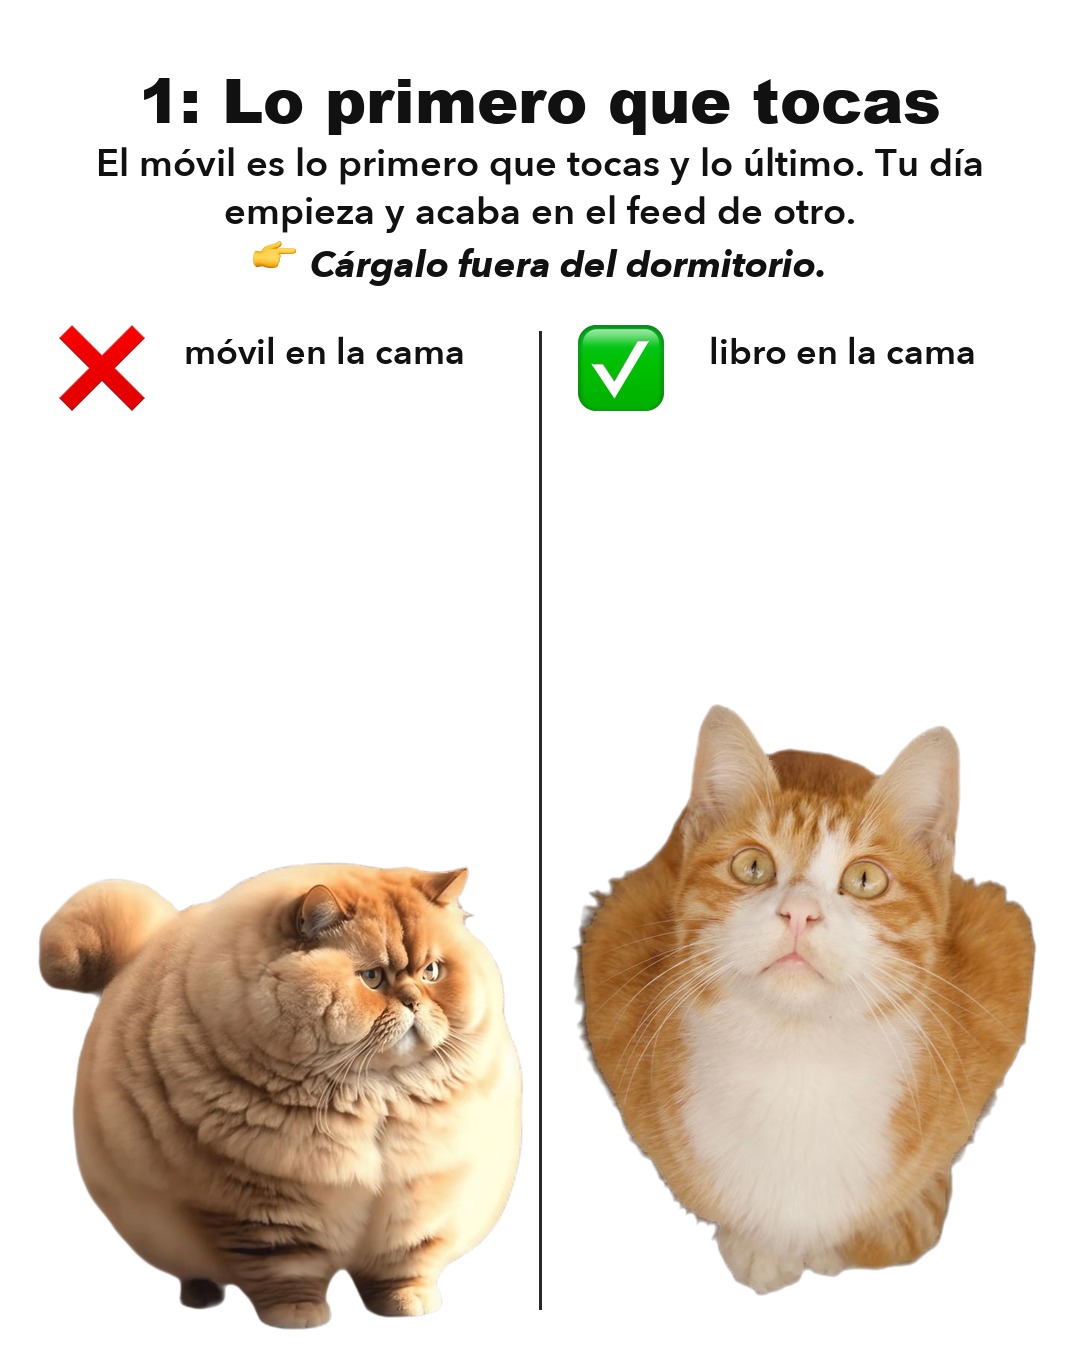 1: Lo primero que tocas
El móvil es lo primero que tocas y lo último. Tu día
empieza y acaba en el feed de otro.
👉 Cárgalo fuera del dormitorio.
❌ móvil en la cama
✅ libro en la cama